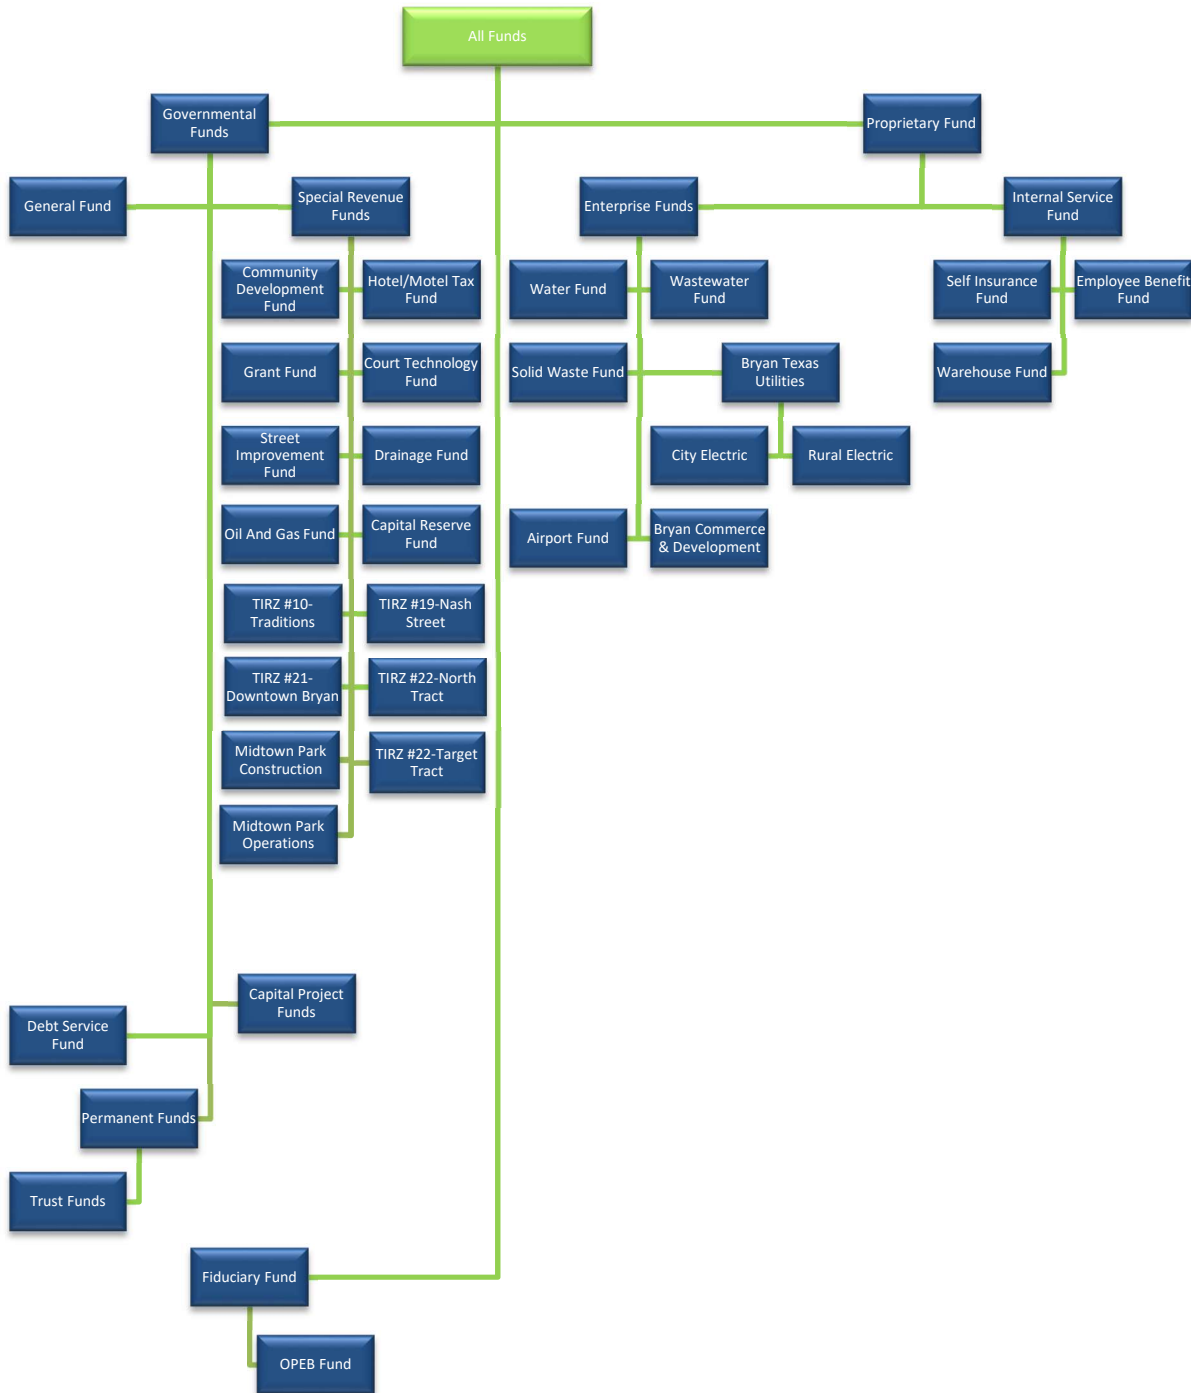 All Funds
Governmental
Funds
Proprietary Fund
General Fund
Special Revenue
Funds
Enterprise Funds
Internal Service
Fund
Community
Development
Fund
Hotel/Motel Tax
Fund
Water Fund
Wastewater
Fund
Self Insurance
Fund
Employee Benefit
Fund
Grant Fund
Court Technology
Fund
Solid Waste Fund
Bryan Texas
Utilities
Warehouse Fund
Street
Improvement
Fund
Drainage Fund
City Electric
Rural Electric
Oil And Gas Fund
Capital Reserve
Fund
Airport Fund
Bryan Commerce
& Development
TIRZ #10-
Traditions
TIRZ #19-Nash
Street
TIRZ #21-
Downtown Bryan
TIRZ #22-North
Tract
Midtown Park
Construction
TIRZ #22-Target
Tract
Midtown Park
Operations
Capital Project
Funds
Debt Service
Fund
Permanent Funds
Trust Funds
Fiduciary Fund
OPEB Fund